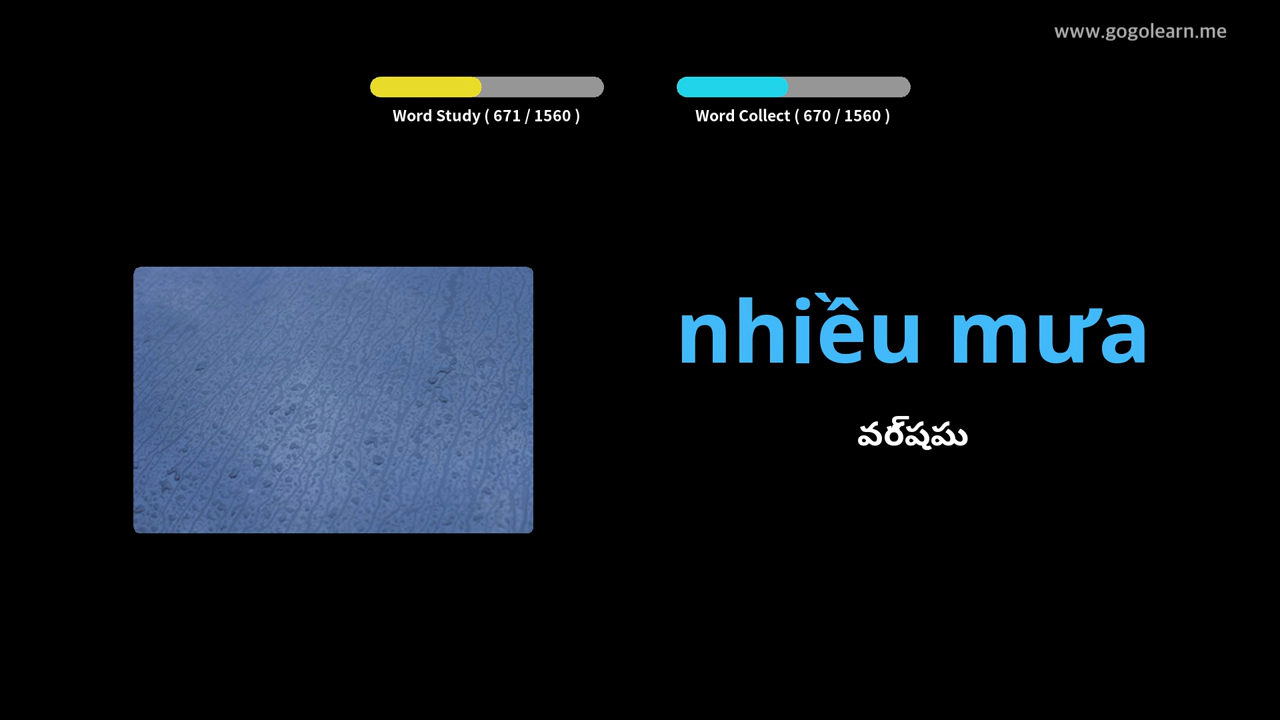 www.gogolearn.me
Word Study ( 671 / 1560 )
Word Collect ( 670 / 1560 )
nhiều mưa
వర్షపు